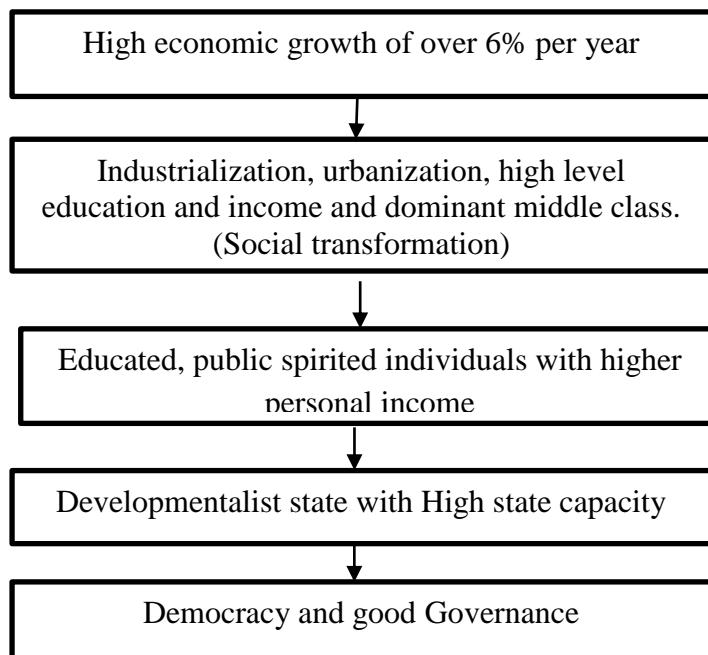 High economic growth of over 6% per year
Industrialization, urbanization, high level
education and income and dominant middle class.
(Social transformation)
Educated, public spirited individuals with higher
personal income
Developmentalist state with High state capacity
Democracy and good Governance